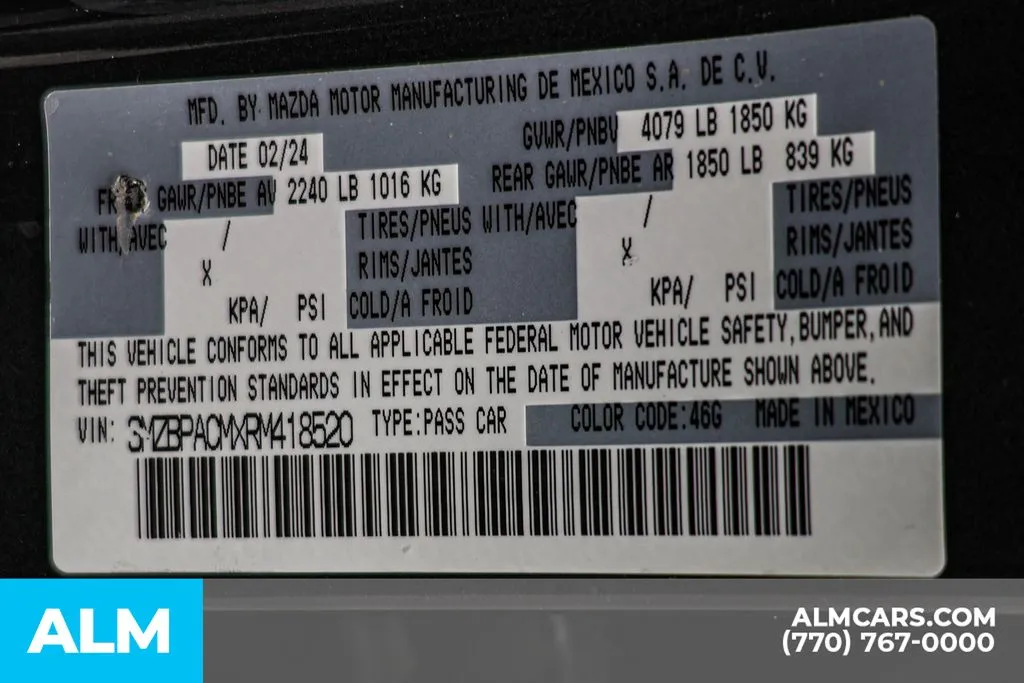 MFD. BY MAZDA MOTOR MANUFACTURING DE MEXICO S.A. DE C.V.
DATE 02/24
GVWR/PNBV 4079 LB 1850 KG
GAWR/PNBE AV 2240 LB 1016 KG
REAR GAWR/PNBE AR 1850 LB 839 KG
WITH/AVEC / TIRES/PNEUS WITH/AVEC / TIRES/PNEUS
X RIMS/JANTES X RIMS/JANTES
KPA/ PSI COLD/A FROID KPA/ PSI COLD/A FROID
THIS VEHICLE CONFORMS TO ALL APPLICABLE FEDERAL MOTOR VEHICLE SAFETY, BUMPER, AND
THEFT PREVENTION STANDARDS IN EFFECT ON THE DATE OF MANUFACTURE SHOWN ABOVE.
VIN: 3MZBPACMXRM418520 TYPE:PASS CAR COLOR CODE:46G MADE IN MEXICO
ALM
ALMCARS.COM
(770) 767-0000